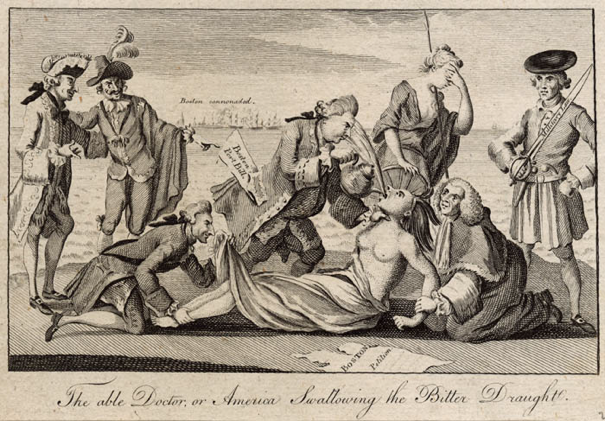 Boston cannonaded.
Boston
Port Bill
BOSTON
Petition
The able Doctor, or America Swallowing the Bitter Draught.